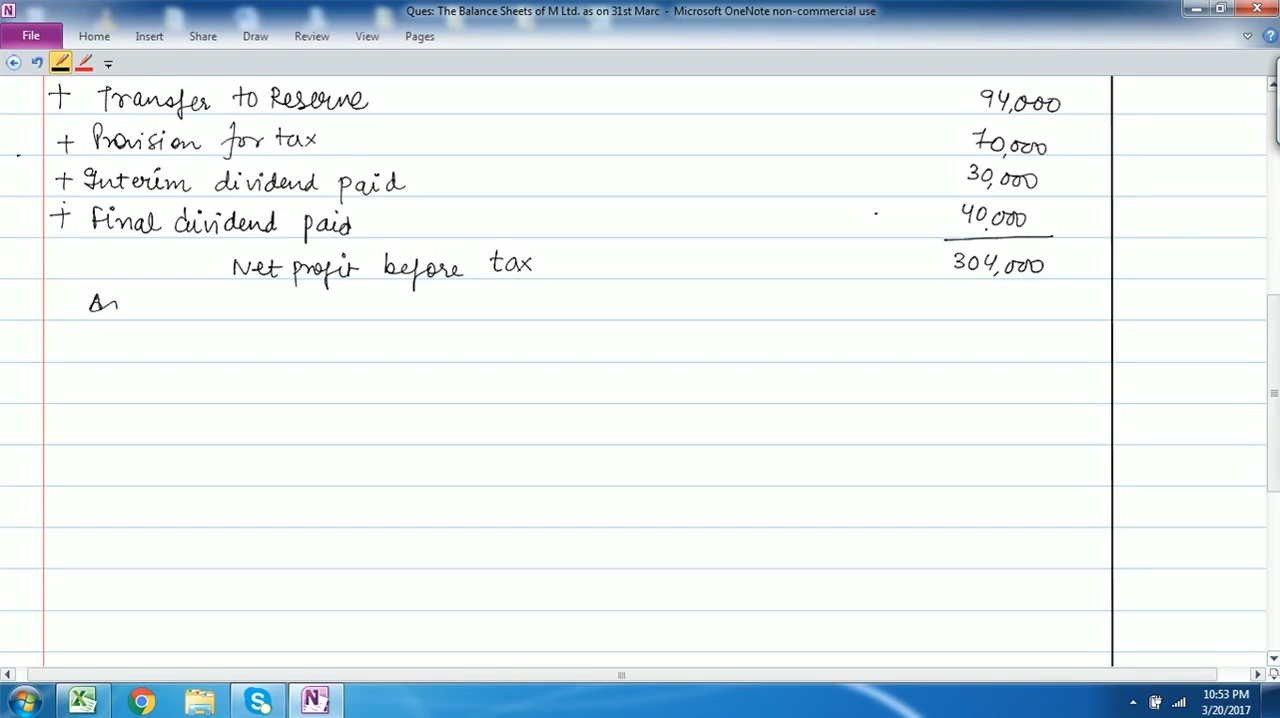 Ques: The Balance Sheets of M Ltd. as on 31st Marc - Microsoft OneNote non-commercial use
File Home Insert Share Draw Review View Pages
+ Transfer to Reserve 94,000
+ Provision for tax 70,000
+ Interim dividend paid 30,000
+ Final dividend paid 40,000
Net profit before tax 304,000
10:53 PM
3/20/2017